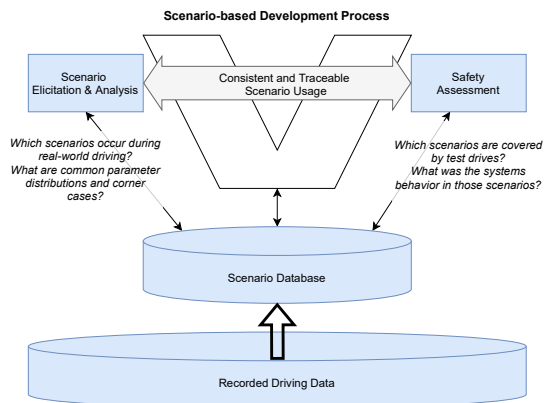 Scenario-based Development Process
Scenario
Elicitation & Analysis
Consistent and Traceable
Scenario Usage
Safety
Assessment
Which scenarios occur during
real-world driving?
What are common parameter
distributions and corner
cases?
Which scenarios are covered
by test drives?
What was the systems
behavior in those scenarios?
Scenario Database
Recorded Driving Data